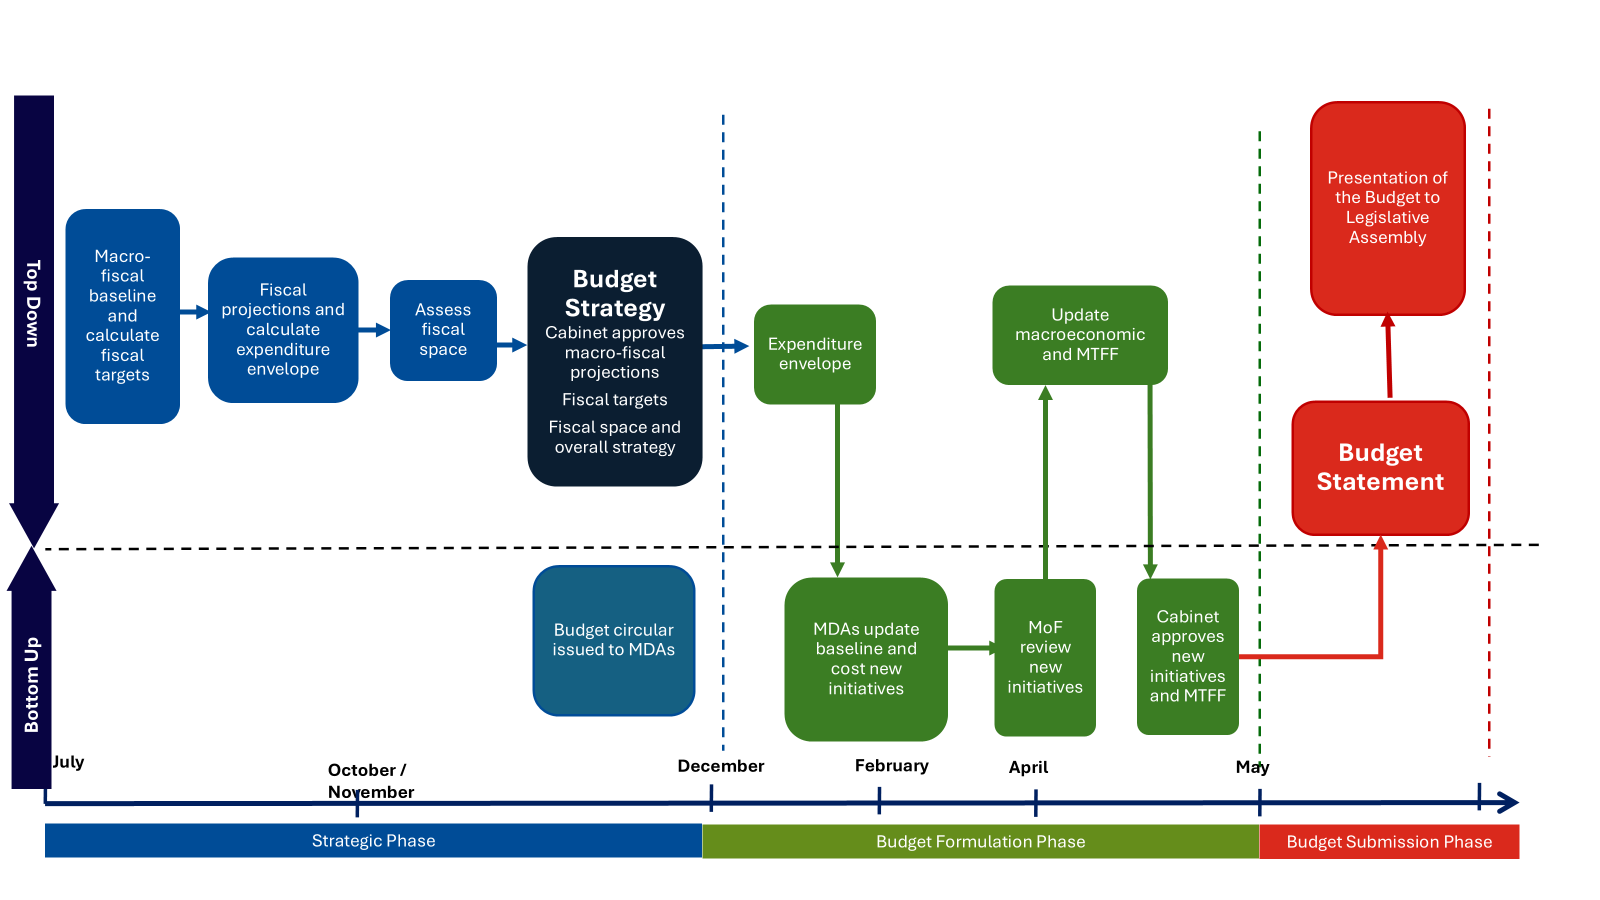 Top Down
Macro-
fiscal
baseline
and
calculate
fiscal
targets
Fiscal
projections and
calculate
expenditure
envelope
Assess
fiscal
space
Budget
Strategy
Cabinet approves
macro-fiscal
projections
Fiscal targets
Fiscal space and
overall strategy
Expenditure
envelope
Update
macroeconomic
and MTFF
Presentation of
the Budget to
Legislative
Assembly
Budget
Statement
Bottom Up
Budget circular
issued to MDAs
MDAs update
baseline and
cost new
initiatives
MoF
review
new
initiatives
Cabinet
approves
new
initiatives
and MTFF
July
October /
November
December
February
April
May
Strategic Phase
Budget Formulation Phase
Budget Submission Phase